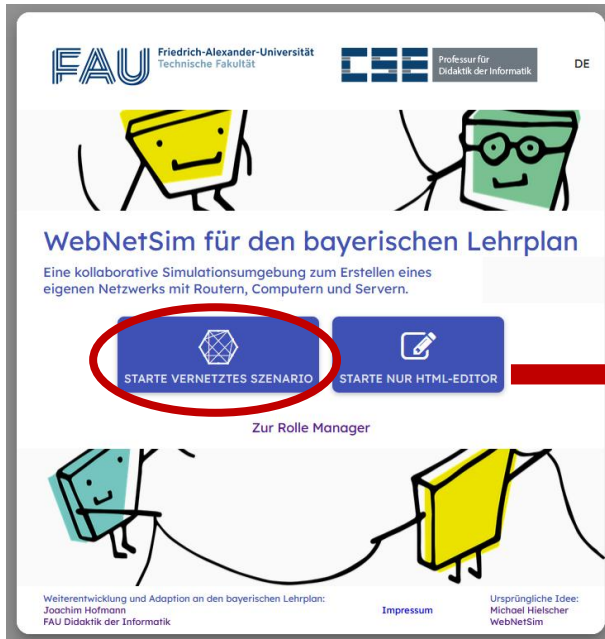 FAU Friedrich-Alexander-Universität
Technische Fakultät
CSE Professur für
Didaktik der Informatik
DE
WebNetSim für den bayerischen Lehrplan
Eine kollaborative Simulationsumgebung zum Erstellen eines
eigenen Netzwerks mit Routern, Computern und Servern.
STARTE VERNETZTES SZENARIO
STARTE NUR HTML-EDITOR
Zur Rolle Manager
Weiterentwicklung und Adaption an den bayerischen Lehrplan:
Joachim Hofmann
FAU Didaktik der Informatik
Impressum
Ursprüngliche Idee:
Michael Hielscher
WebNetSim